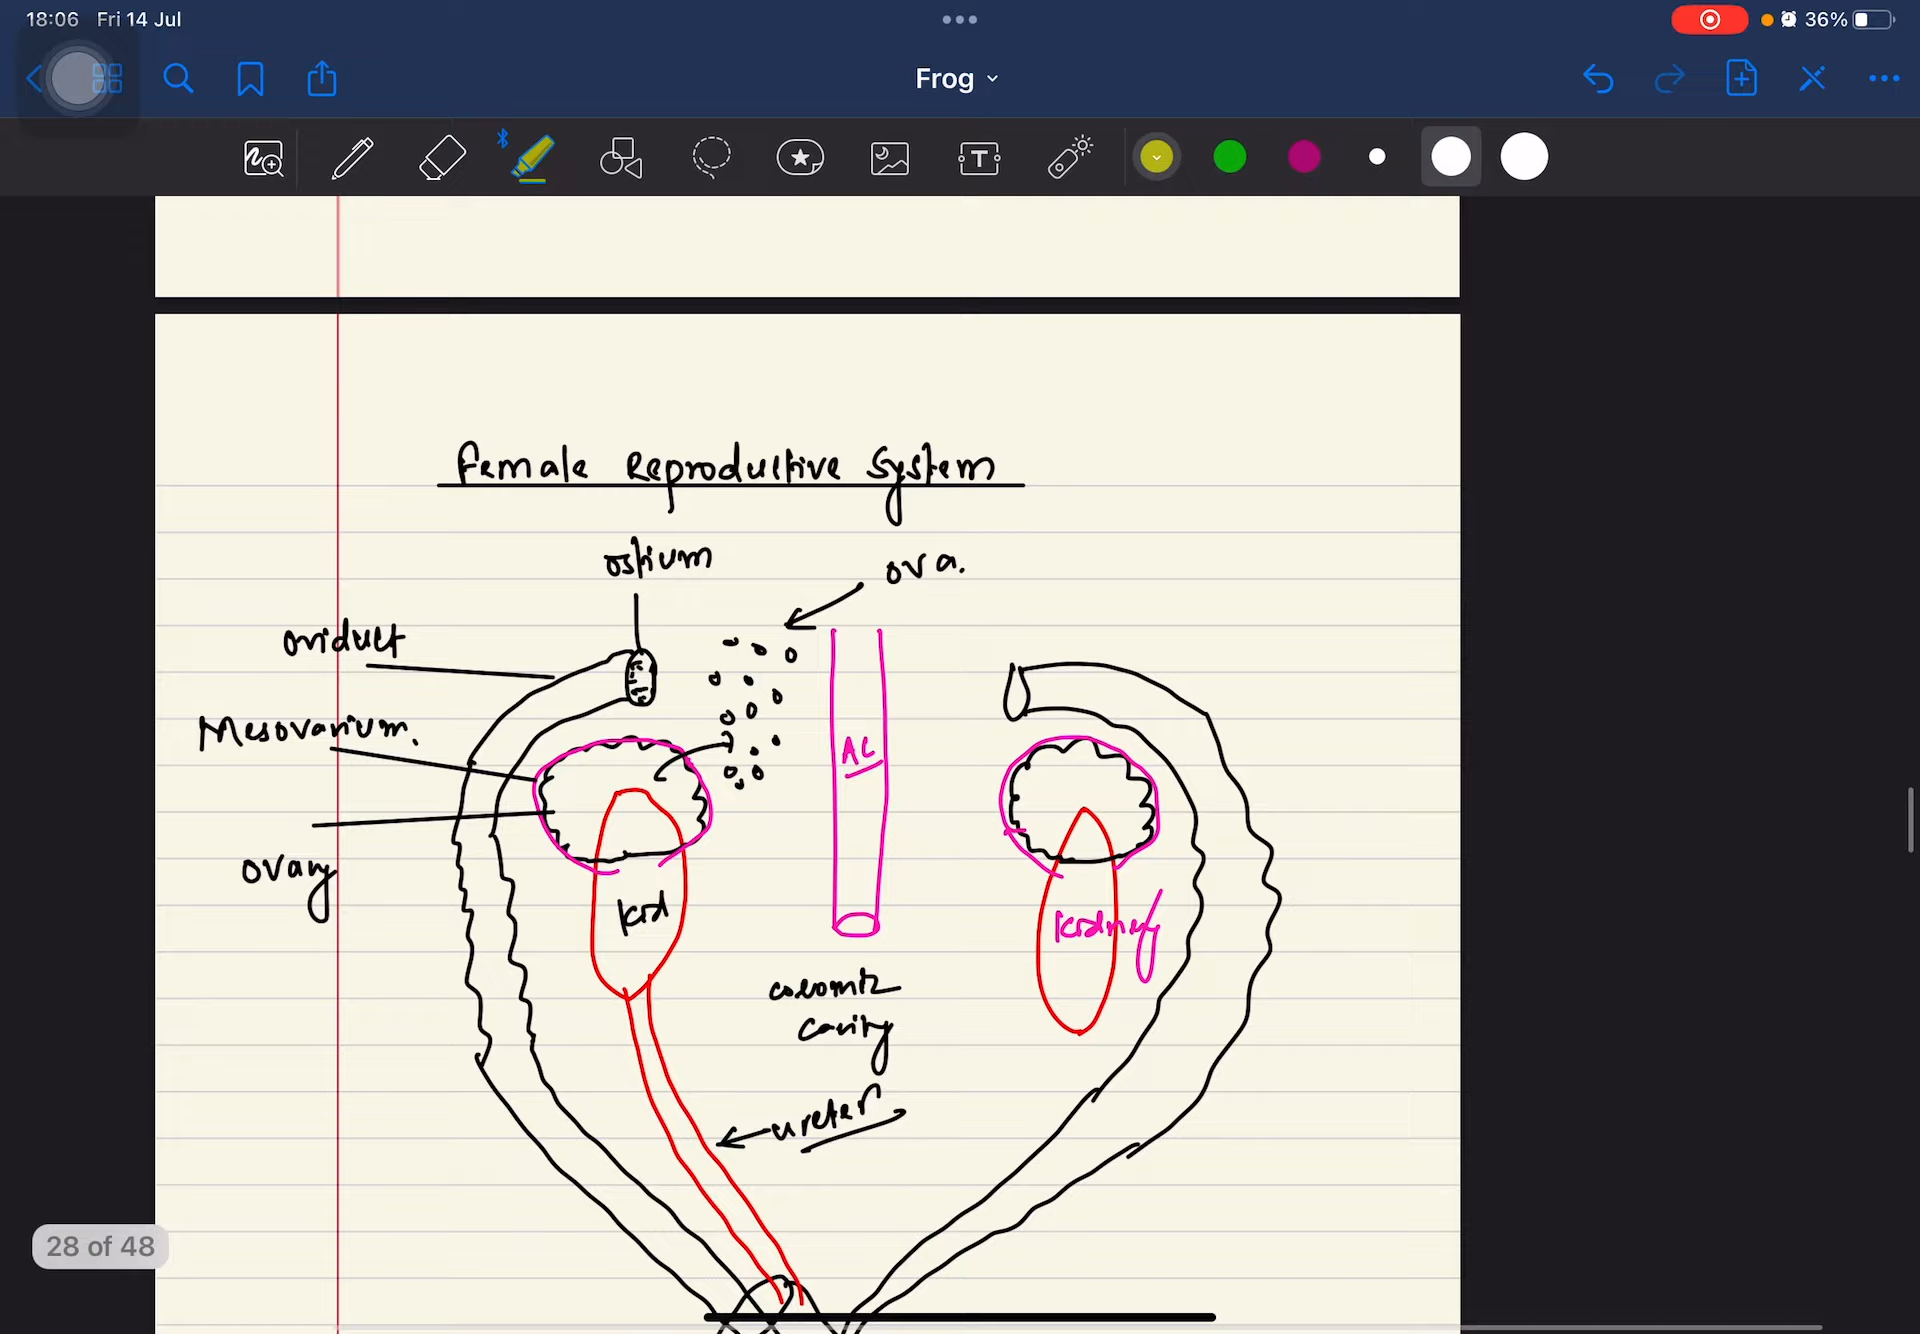 18:06 Fri 14 Jul
36%
Frog
T
Female Reproductive System
ostium
ova.
oviduct
Mesovarium.
AC
ovary
kid
kidney
coelomic
cavity
ureter
28 of 48